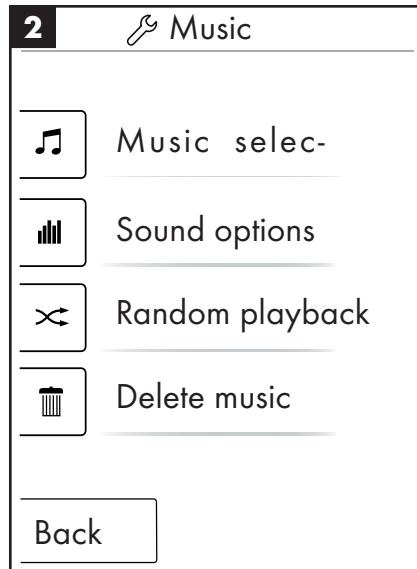 2
Music
Music selec-
Sound options
Random playback
Delete music
Back